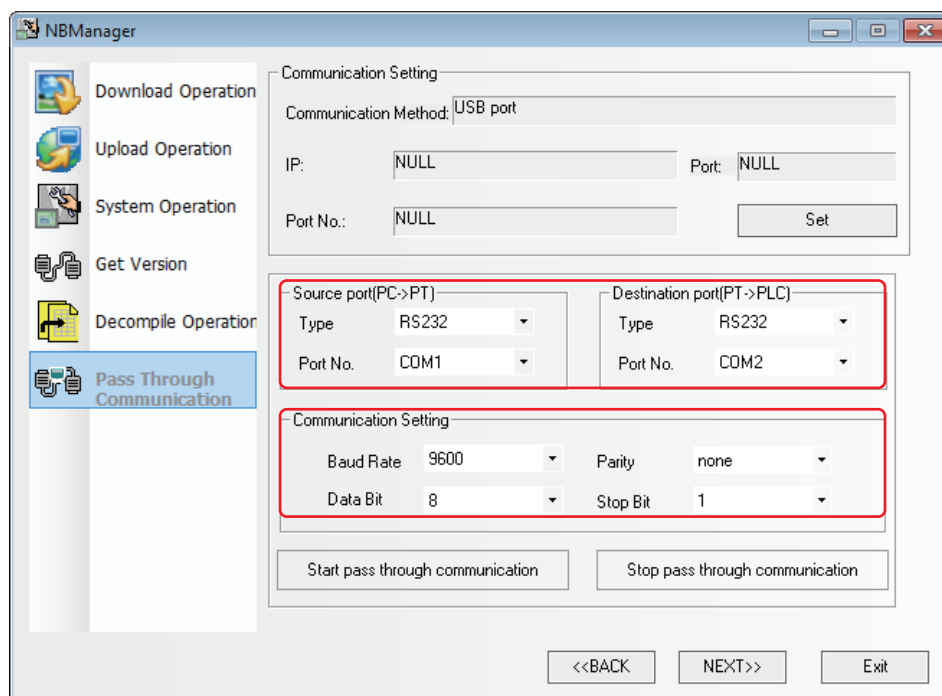 NBManager
Download Operation
Upload Operation
System Operation
Get Version
Decompile Operation
Pass Through
Communication
Communication Setting
Communication Method: USB port
IP: NULL Port: NULL
Port No.: NULL Set
Source port(PC->PT) Destination port(PT->PLC)
Type RS232 Type RS232
Port No. COM1 Port No. COM2
Communication Setting
Baud Rate 9600 Parity none
Data Bit 8 Stop Bit 1
Start pass through communication Stop pass through communication
<<BACK NEXT>> Exit